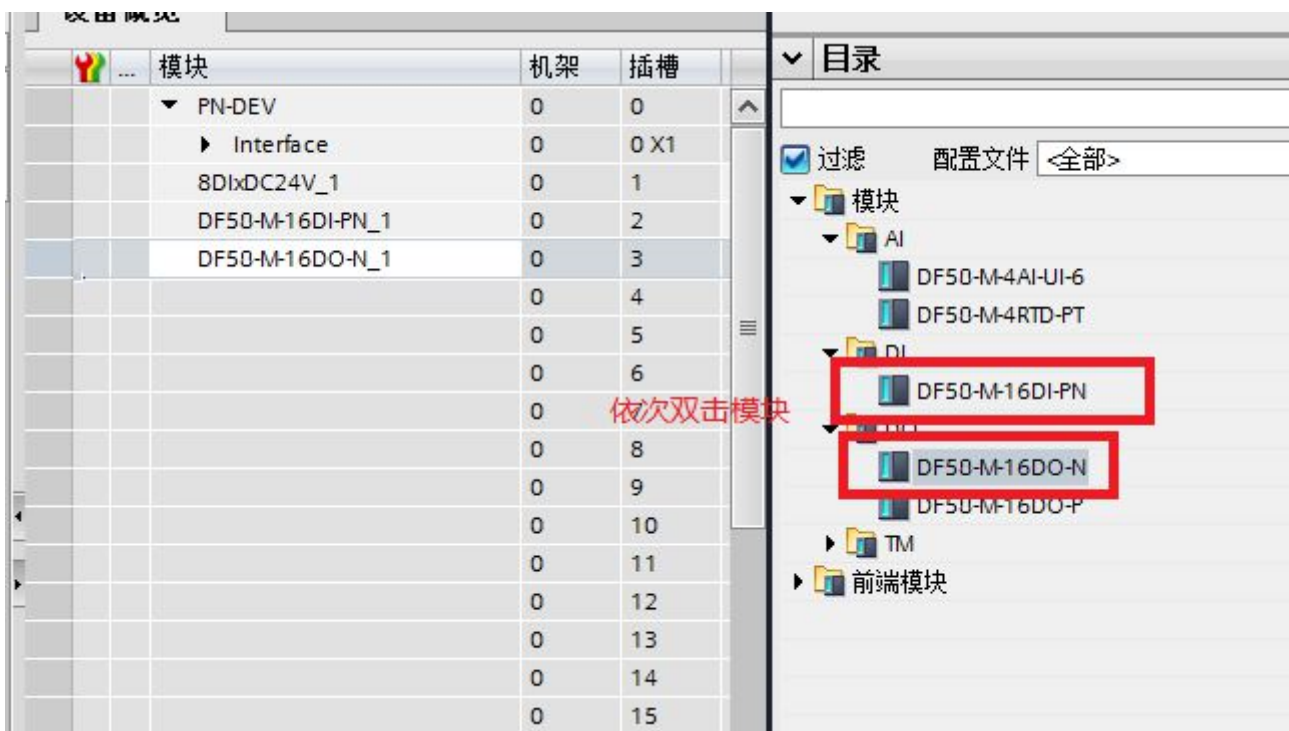 设备概览
... 模块 机架 插槽
PN-DEV 0 0
Interface 0 0 X1
8DIxDC24V_1 0 1
DF50-M-16DI-PN_1 0 2
DF50-M-16DO-N_1 0 3
0 4
0 5
0 6
0 7
0 8
0 9
0 10
0 11
0 12
0 13
0 14
0 15
依次双击模块
目录
过滤 配置文件 <全部>
模块
AI
DF50-M-4AI-UI-6
DF50-M-4RTD-PT
DI
DF50-M-16DI-PN
DO
DF50-M-16DO-N
DF50-M-16DO-P
TM
前端模块